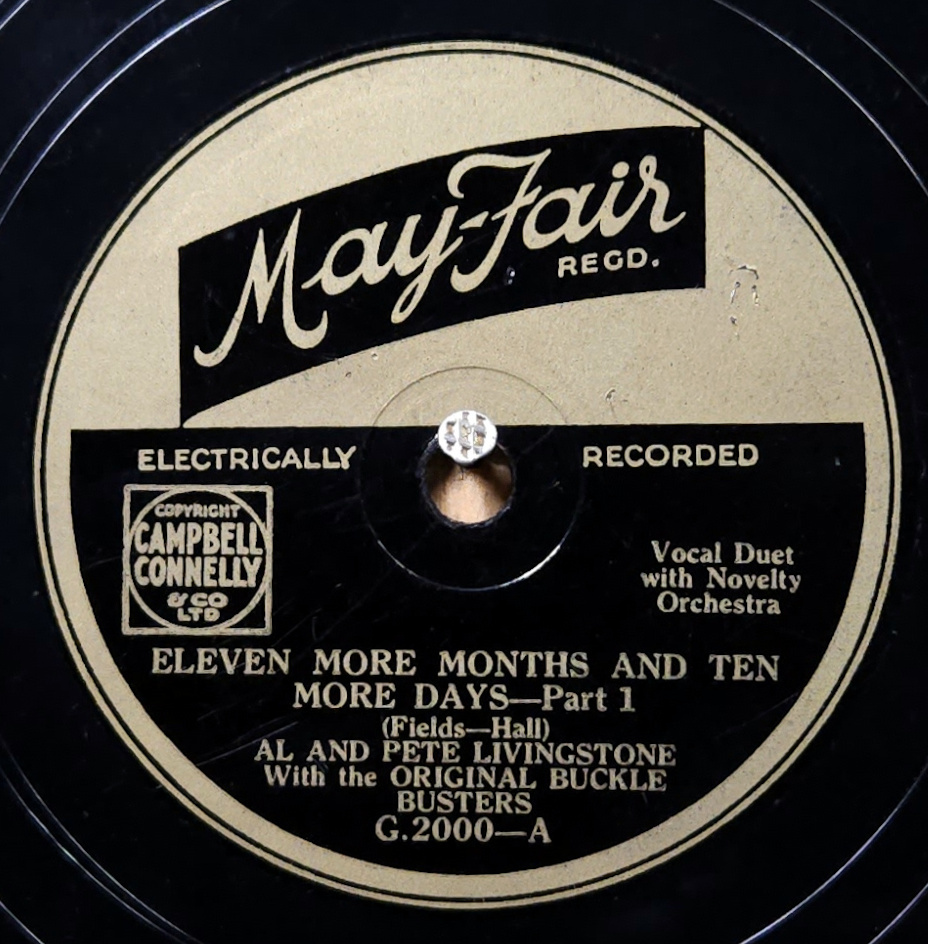 May-Fair
REGD.
ELECTRICALLY RECORDED
COPYRIGHT
CAMPBELL
CONNELLY
& CO
LTD
Vocal Duet
with Novelty
Orchestra
ELEVEN MORE MONTHS AND TEN
MORE DAYS—Part 1
(Fields—Hall)
AL AND PETE LIVINGSTONE
With the ORIGINAL BUCKLE
BUSTERS
G.2000—A